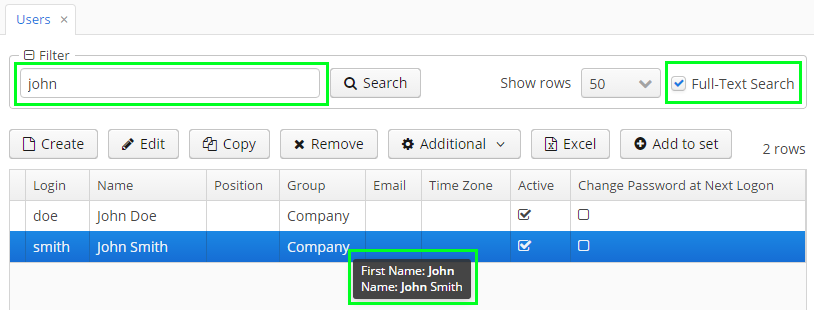 Users ×
Filter
john Search Show rows 50 Full-Text Search
Create Edit Copy Remove Additional Excel Add to set 2 rows
Login Name Position Group Email Time Zone Active Change Password at Next Logon
doe John Doe Company
smith John Smith Company
First Name: John
Name: John Smith